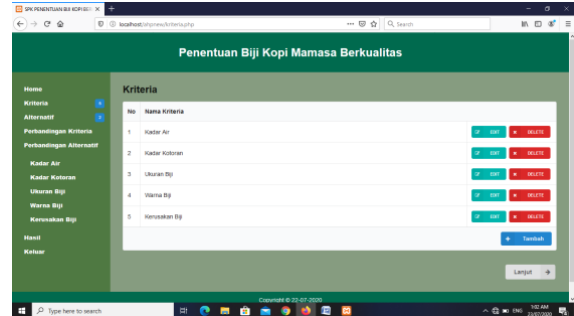 SPK PENENTUAN BIJI KOPI BER
localhost/ahpnew/kriteria.php
Search
Penentuan Biji Kopi Mamasa Berkualitas
Home
Kriteria
Alternatif
Perbandingan Kriteria
Perbandingan Alternatif
Kadar Air
Kadar Kotoran
Ukuran Biji
Warna Biji
Kerusakan Biji
Hasil
Keluar
Kriteria
No Nama Kriteria
1 Kadar Air EDIT DELETE
2 Kadar Kotoran EDIT DELETE
3 Ukuran Biji EDIT DELETE
4 Warna Biji EDIT DELETE
5 Kerusakan Biji EDIT DELETE
Tambah
Lanjut
Copyright © 22-07-2020
Type here to search
ENG
1:02 AM
23/07/2020